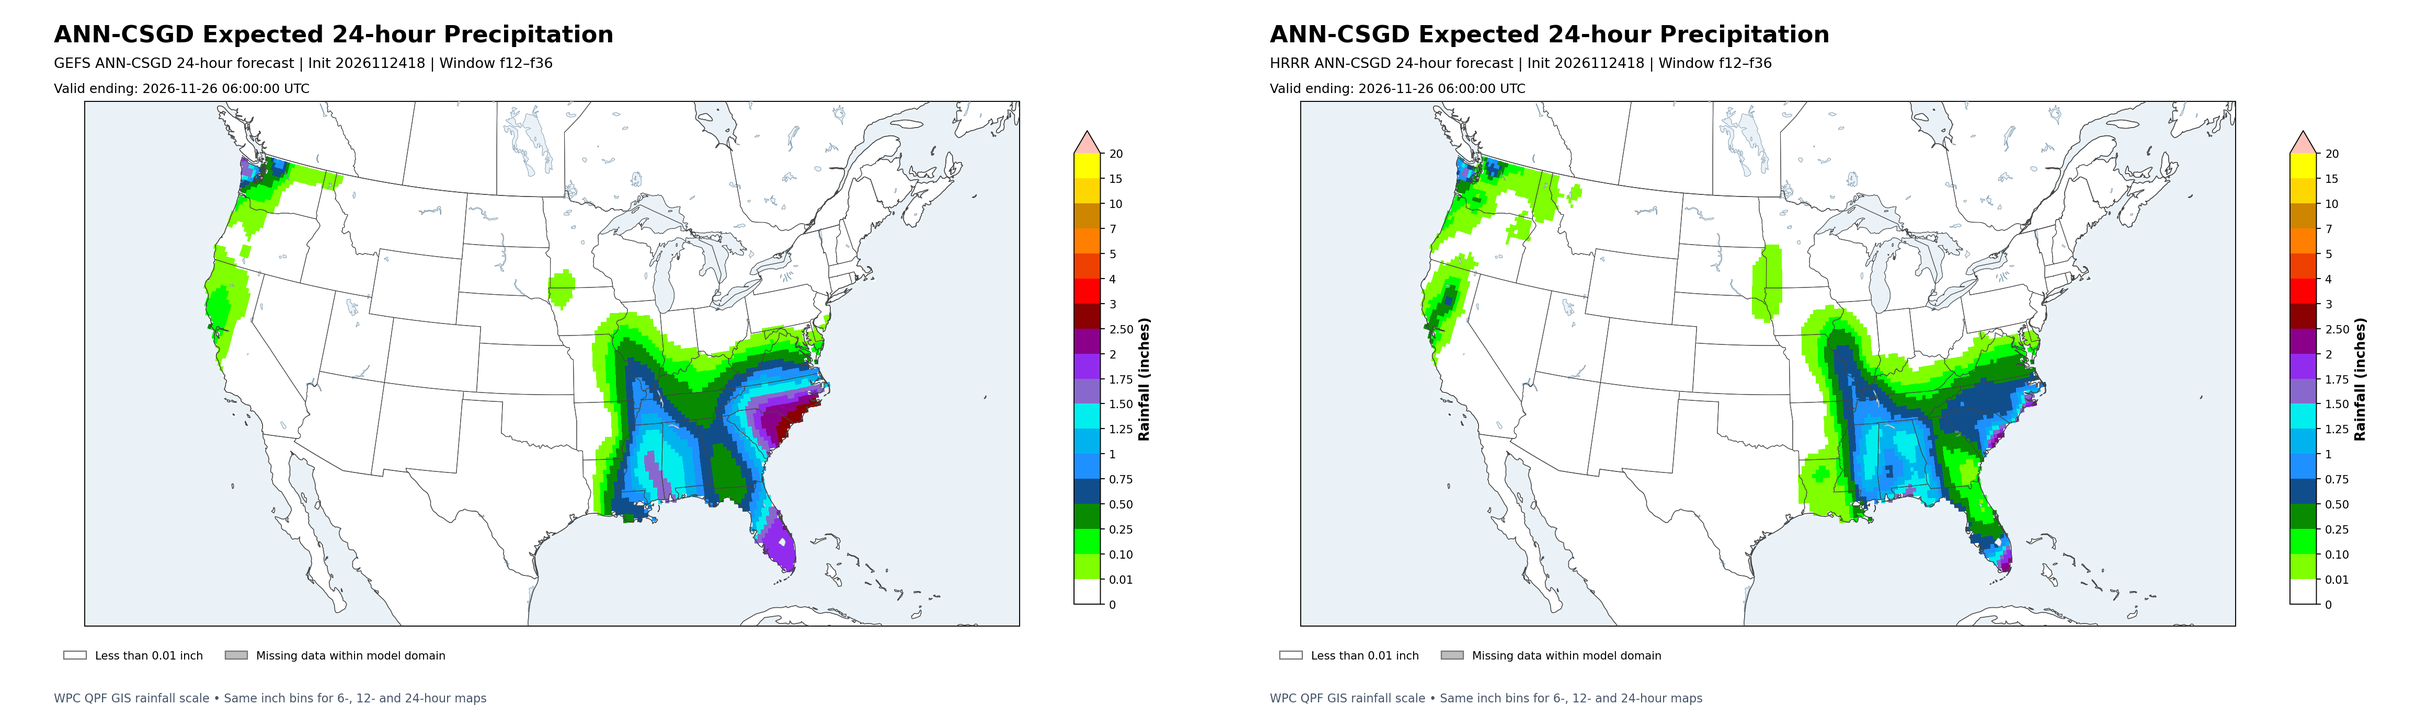 ANN-CSGD Expected 24-hour Precipitation
GEFS ANN-CSGD 24-hour forecast | Init 2026112418 | Window f12–f36
Valid ending: 2026-11-26 06:00:00 UTC
20
15
10
7
5
4
3
2.50
2
1.75
1.50
1.25
1
0.75
0.50
0.25
0.10
0.01
0
Rainfall (inches)
Less than 0.01 inch
Missing data within model domain
WPC QPF GIS rainfall scale • Same inch bins for 6-, 12- and 24-hour maps
ANN-CSGD Expected 24-hour Precipitation
HRRR ANN-CSGD 24-hour forecast | Init 2026112418 | Window f12–f36
Valid ending: 2026-11-26 06:00:00 UTC
20
15
10
7
5
4
3
2.50
2
1.75
1.50
1.25
1
0.75
0.50
0.25
0.10
0.01
0
Rainfall (inches)
Less than 0.01 inch
Missing data within model domain
WPC QPF GIS rainfall scale • Same inch bins for 6-, 12- and 24-hour maps